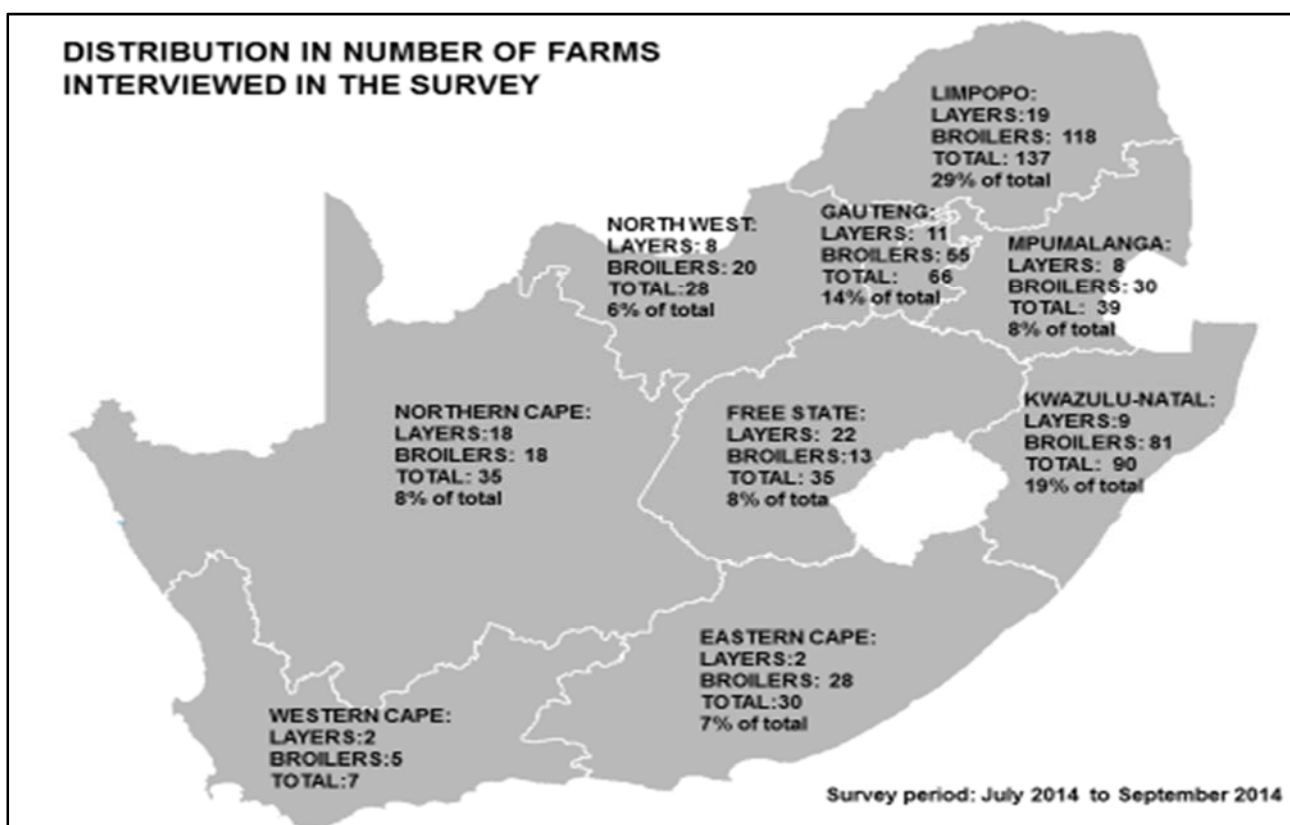 DISTRIBUTION IN NUMBER OF FARMS
INTERVIEWED IN THE SURVEY
LIMPOPO:
LAYERS:19
BROILERS: 118
TOTAL: 137
29% of total
NORTH WEST:
LAYERS: 8
BROILERS: 20
TOTAL:28
6% of total
GAUTENG:
LAYERS: 11
BROILERS: 55
TOTAL: 66
14% of total
MPUMALANGA:
LAYERS: 8
BROILERS: 30
TOTAL: 39
8% of total
NORTHERN CAPE:
LAYERS:18
BROILERS: 18
TOTAL: 35
8% of total
FREE STATE:
LAYERS: 22
BROILERS:13
TOTAL: 35
8% of tota
KWAZULU-NATAL:
LAYERS:9
BROILERS: 81
TOTAL: 90
19% of total
EASTERN CAPE:
LAYERS:2
BROILERS: 28
TOTAL:30
7% of total
WESTERN CAPE:
LAYERS:2
BROILERS:5
TOTAL:7
Survey period: July 2014 to September 2014